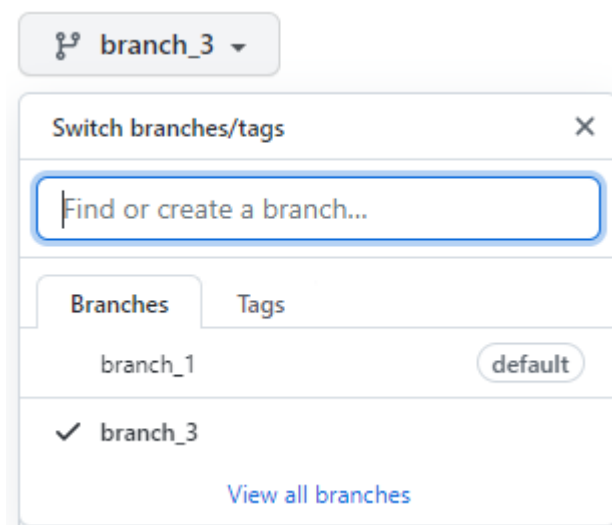 branch_3
Switch branches/tags
Find or create a branch...
Branches Tags
branch_1 default
branch_3
View all branches